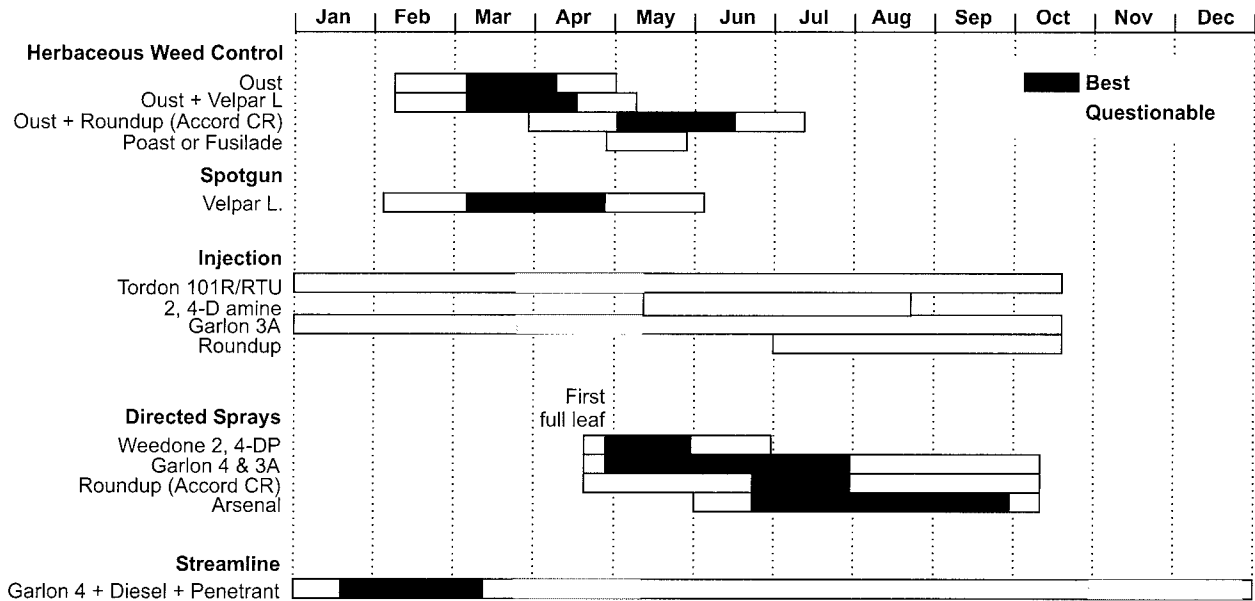 Jan Feb Mar Apr May Jun Jul Aug Sep Oct Nov Dec
Herbaceous Weed Control
Oust
Oust + Velpar L
Oust + Roundup (Accord CR)
Poast or Fusilade
Best
Questionable
Spotgun
Velpar L.
Injection
Tordon 101R/RTU
2, 4-D amine
Garlon 3A
Roundup
First
full leaf
Directed Sprays
Weedone 2, 4-DP
Garlon 4 & 3A
Roundup (Accord CR)
Arsenal
Streamline
Garlon 4 + Diesel + Penetrant